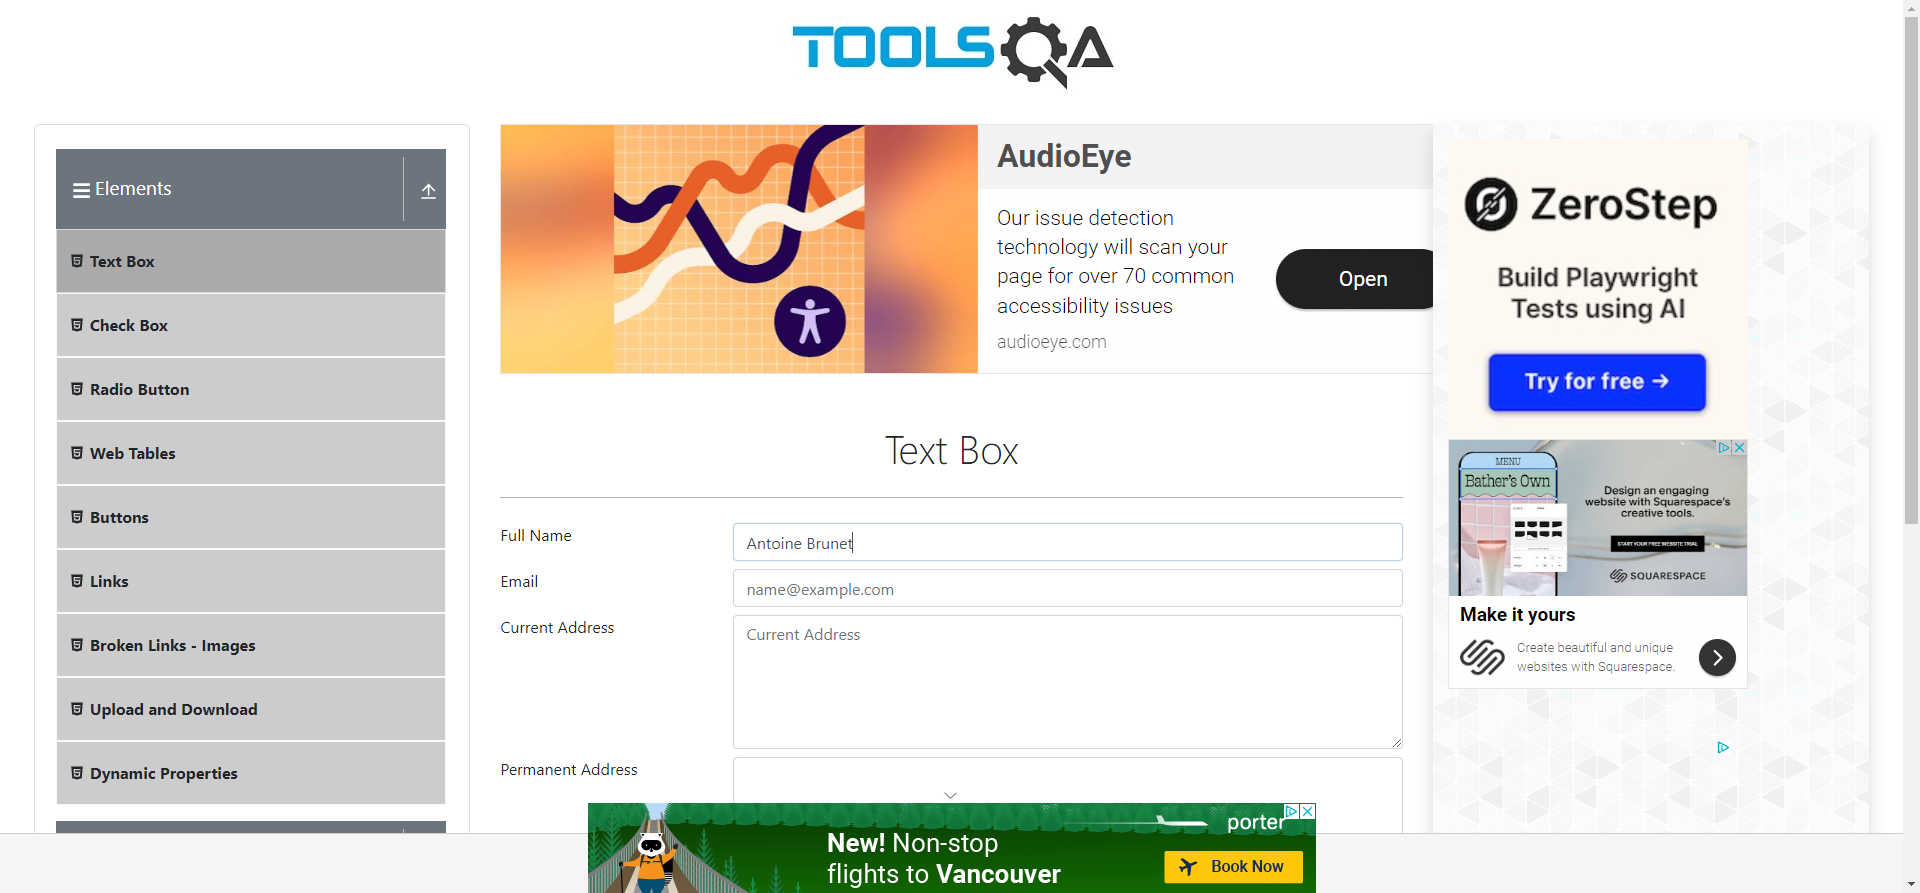 TOOLSQA
Elements
Text Box
Check Box
Radio Button
Web Tables
Buttons
Links
Broken Links - Images
Upload and Download
Dynamic Properties
AudioEye
Our issue detection
technology will scan your
page for over 70 common
accessibility issues
audioeye.com
Open
Text Box
Full Name
Antoine Brunet
Email
name@example.com
Current Address
Current Address
Permanent Address
ZeroStep
Build Playwright
Tests using AI
Try for free →
MENU
Bather's Own
Design an engaging
website with Squarespace's
creative tools.
START YOUR FREE WEBSITE TRIAL
SQUARESPACE
Make it yours
Create beautiful and unique
websites with Squarespace.
New! Non-stop
flights to Vancouver
porter
Book Now